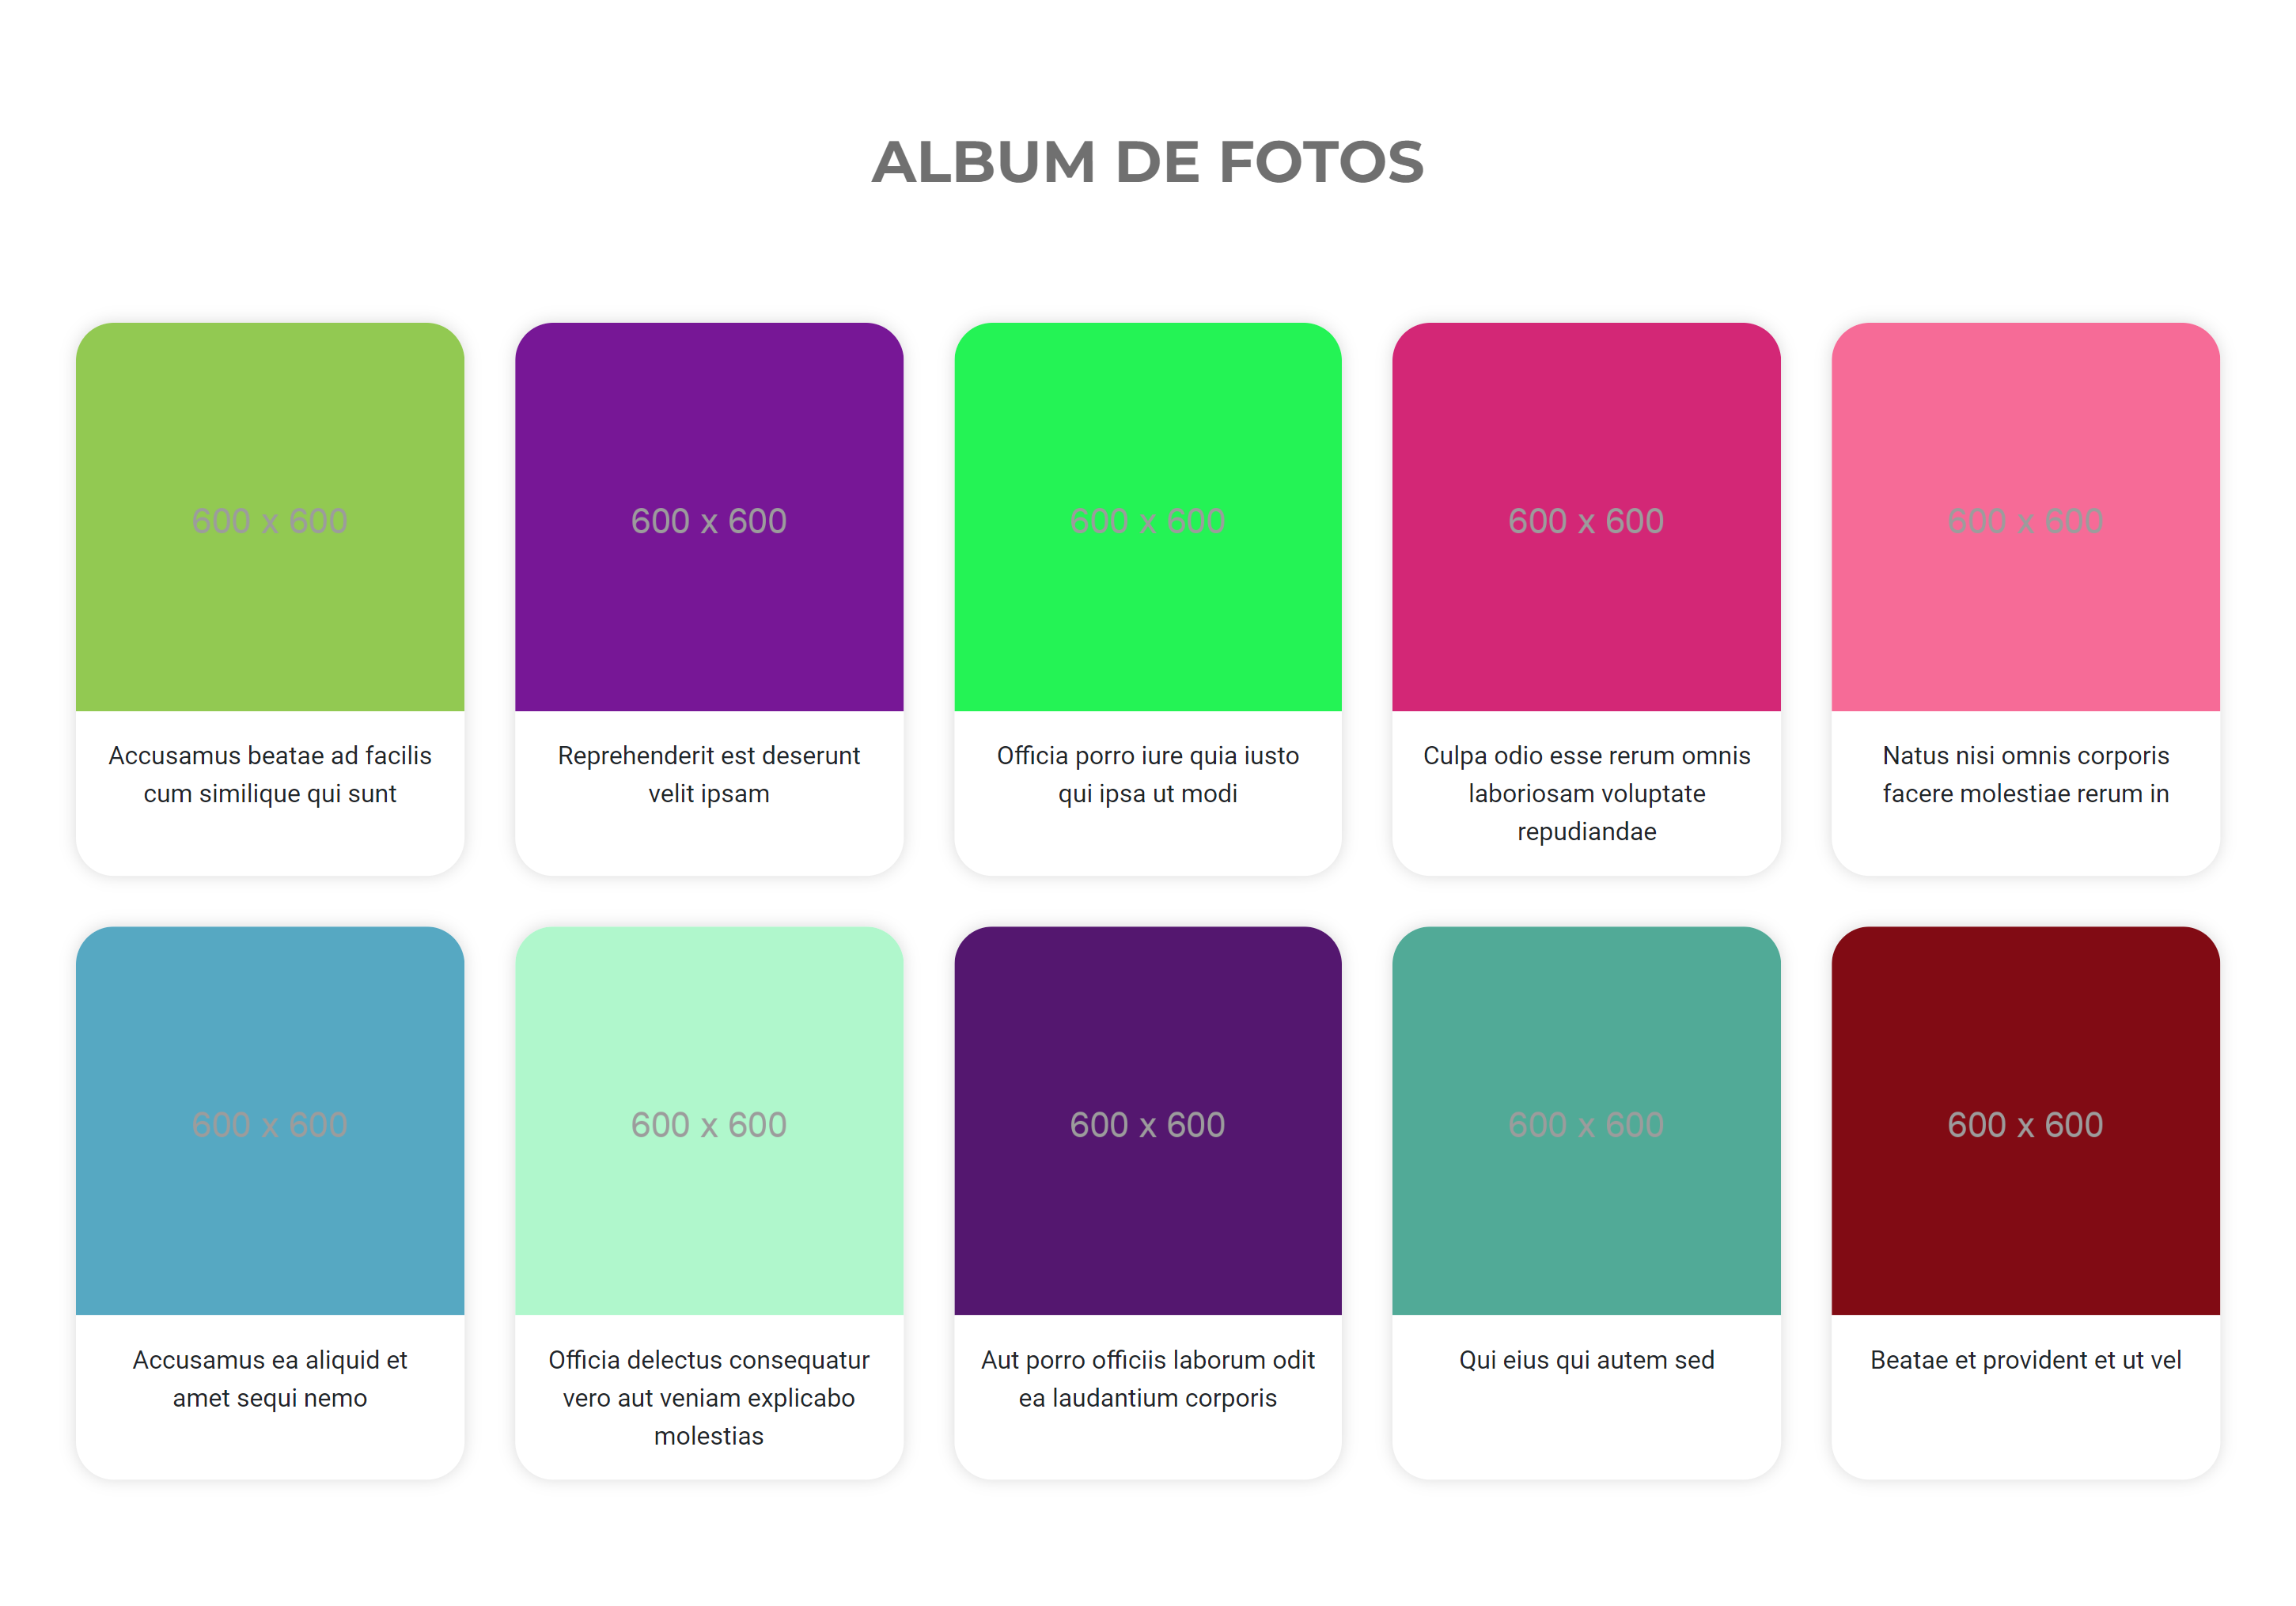 ALBUM DE FOTOS
600 x 600
Accusamus beatae ad facilis
cum similique qui sunt
600 x 600
Reprehenderit est deserunt
velit ipsam
600 x 600
Officia porro iure quia iusto
qui ipsa ut modi
600 x 600
Culpa odio esse rerum omnis
laboriosam voluptate
repudiandae
600 x 600
Natus nisi omnis corporis
facere molestiae rerum in
600 x 600
Accusamus ea aliquid et
amet sequi nemo
600 x 600
Officia delectus consequatur
vero aut veniam explicabo
molestias
600 x 600
Aut porro officiis laborum odit
ea laudantium corporis
600 x 600
Qui eius qui autem sed
600 x 600
Beatae et provident et ut vel